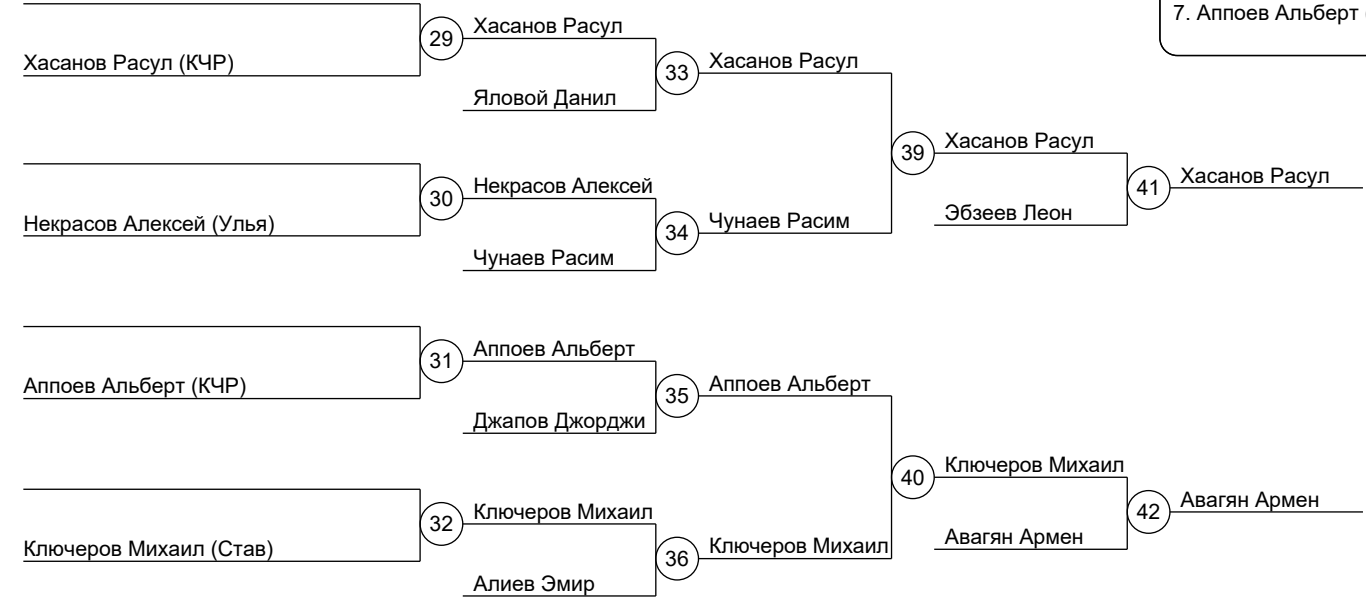 7. Аппоев Альберт
29
Хасанов Расул
Хасанов Расул (КЧР)
33
Хасанов Расул
Яловой Данил
39
Хасанов Расул
30
Некрасов Алексей
41
Хасанов Расул
Некрасов Алексей (Улья)
34
Чунаев Расим
Эбзеев Леон
Чунаев Расим
31
Аппоев Альберт
Аппоев Альберт (КЧР)
35
Аппоев Альберт
Джапов Джорджи
40
Ключеров Михаил
32
Ключеров Михаил
42
Авагян Армен
Ключеров Михаил (Став)
36
Ключеров Михаил
Авагян Армен
Алиев Эмир